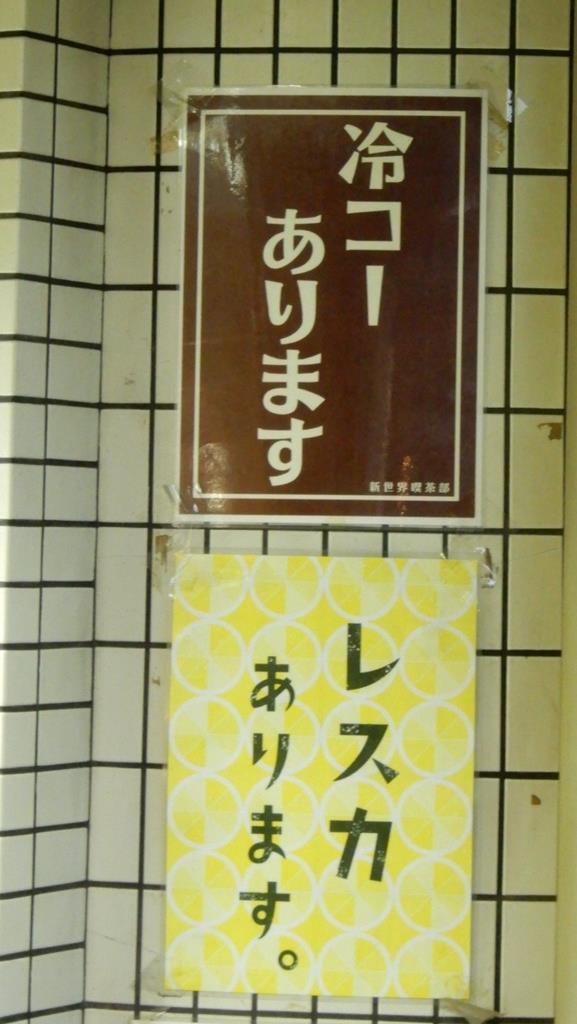 冷コー
あります
新世界喫茶部
レスカ
あります。